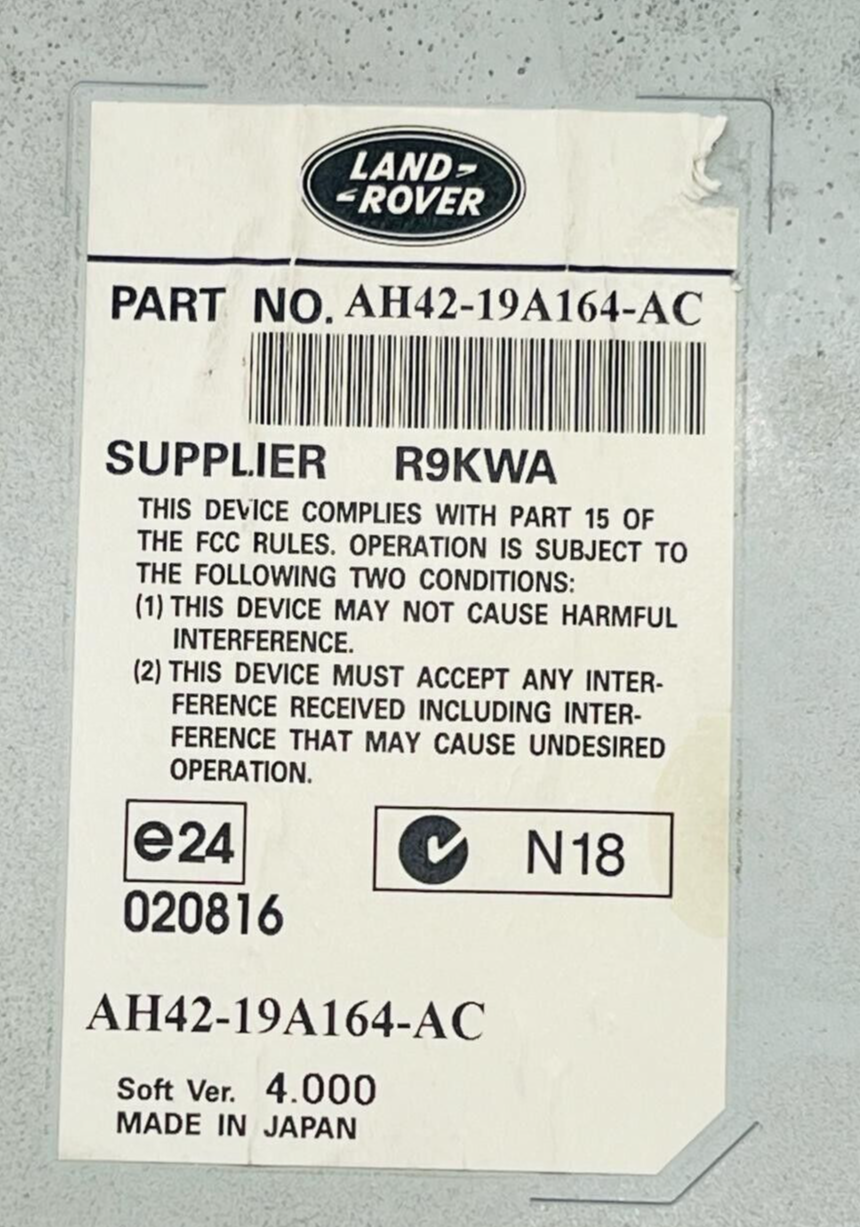 LAND-
-ROVER
PART NO. AH42-19A164-AC
SUPPLIER R9KWA
THIS DEVICE COMPLIES WITH PART 15 OF
THE FCC RULES. OPERATION IS SUBJECT TO
THE FOLLOWING TWO CONDITIONS:
(1) THIS DEVICE MAY NOT CAUSE HARMFUL
INTERFERENCE.
(2) THIS DEVICE MUST ACCEPT ANY INTER-
FERENCE RECEIVED INCLUDING INTER-
FERENCE THAT MAY CAUSE UNDESIRED
OPERATION.
e24 N18
020816
AH42-19A164-AC
Soft Ver. 4.000
MADE IN JAPAN